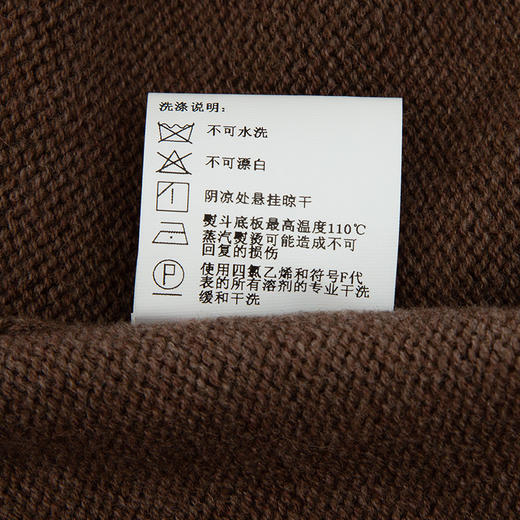 洗涤说明:
不可水洗
不可漂白
阴凉处悬挂晾干
熨斗底板最高温度110℃
蒸汽熨烫可能造成不可
回复的损伤
P
使用四氯乙烯和符号F代
表的所有溶剂的专业干洗
缓和干洗